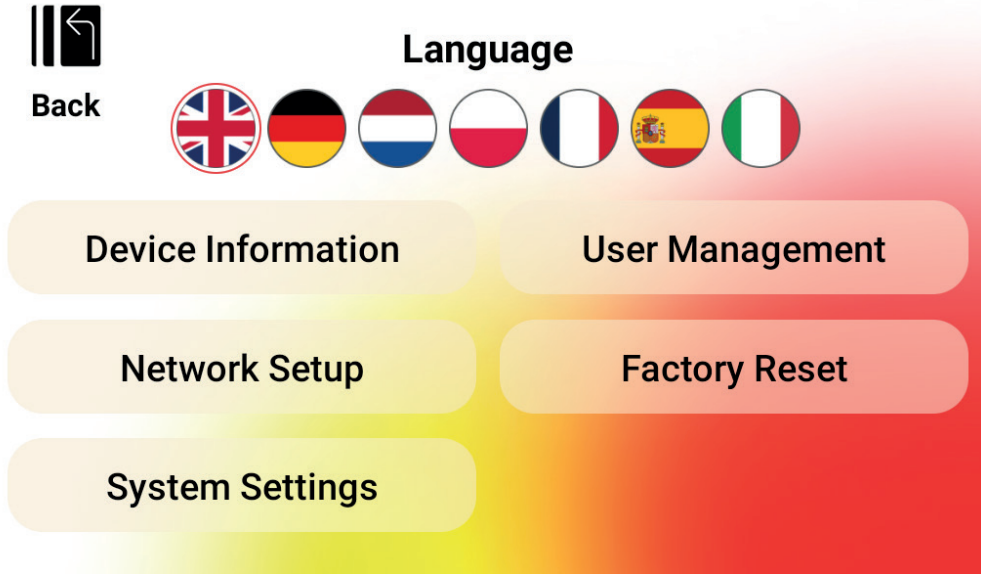 Language
Back
Device Information
User Management
Network Setup
Factory Reset
System Settings